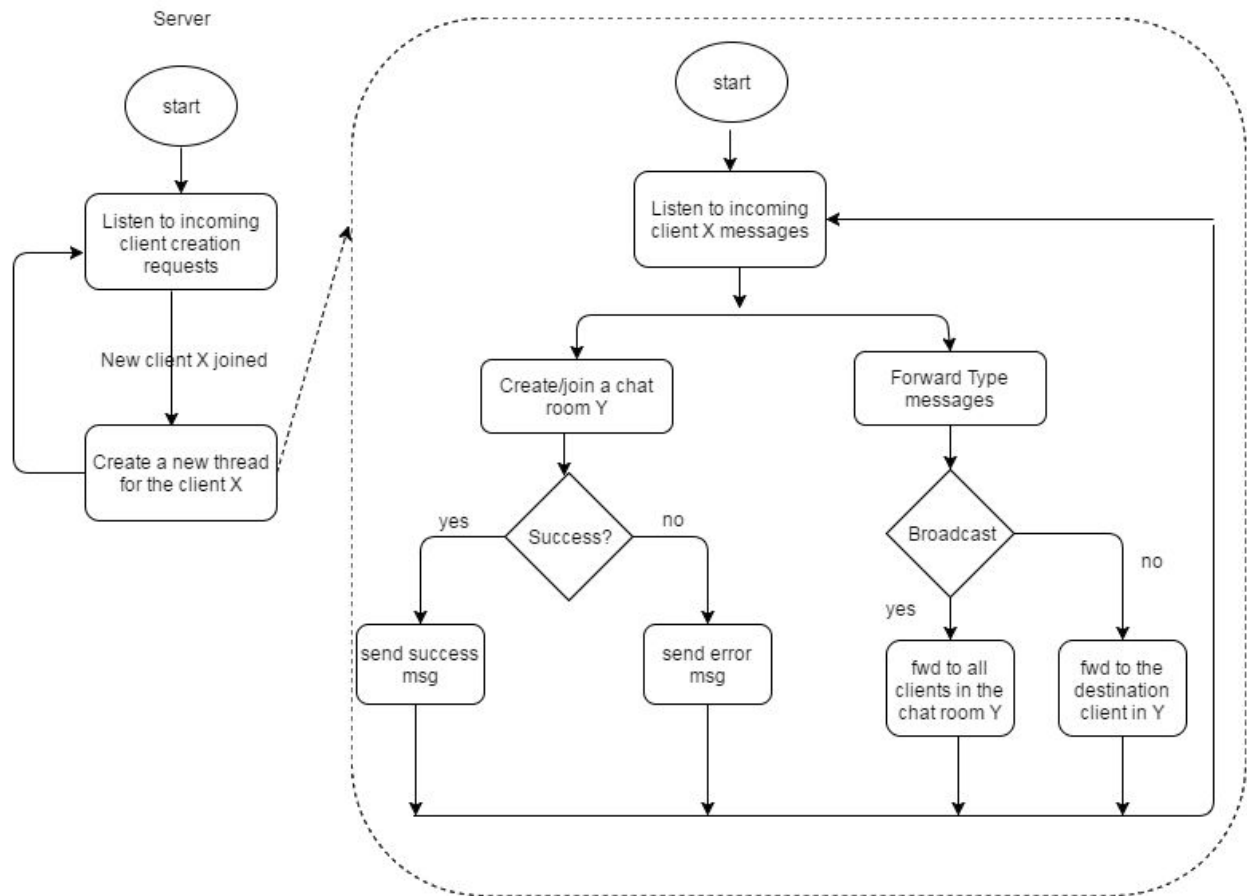 Server
start
Listen to incoming
client creation
requests
New client X joined
Create a new thread
for the client X
start
Listen to incoming
client X messages
Create/join a chat
room Y
Forward Type
messages
yes
Success?
no
Broadcast
yes
no
send success
msg
send error
msg
fwd to all
clients in the
chat room Y
fwd to the
destination
client in Y